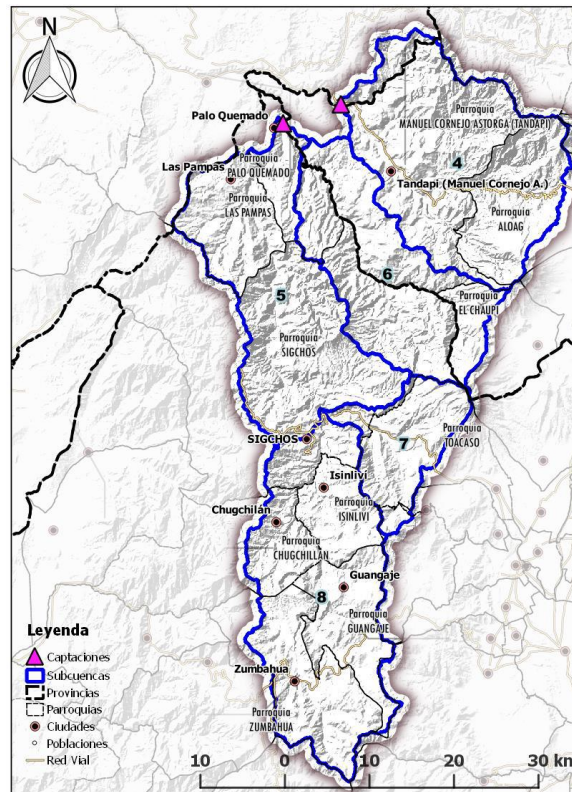 N
Parroquia
MANUEL CORNEJO ASTORGA (TANDAPI)
Palo Quemado
4
Parroquia
PALO QUEMADO
Las Pampas
Tandapi (Manuel Cornejo A.)
Parroquia
LAS PAMPAS
Parroquia
ALOAG
6
5
Parroquia
EL CHAUPI
Parroquia
SIGCHOS
Parroquia
TOACASO
SIGCHOS
7
Isinlivi
Parroquia
ISINLIVI
Chugchilán
Parroquia
CHUGCHILLAN
Guangaje
8
Parroquia
GUANGAJE
Zumbahua
Parroquia
ZUMBAHUA
Leyenda
Captaciones
Subcuencas
Provincias
Parroquias
Ciudades
Poblaciones
Red Vial
10 0 10 20 30 km